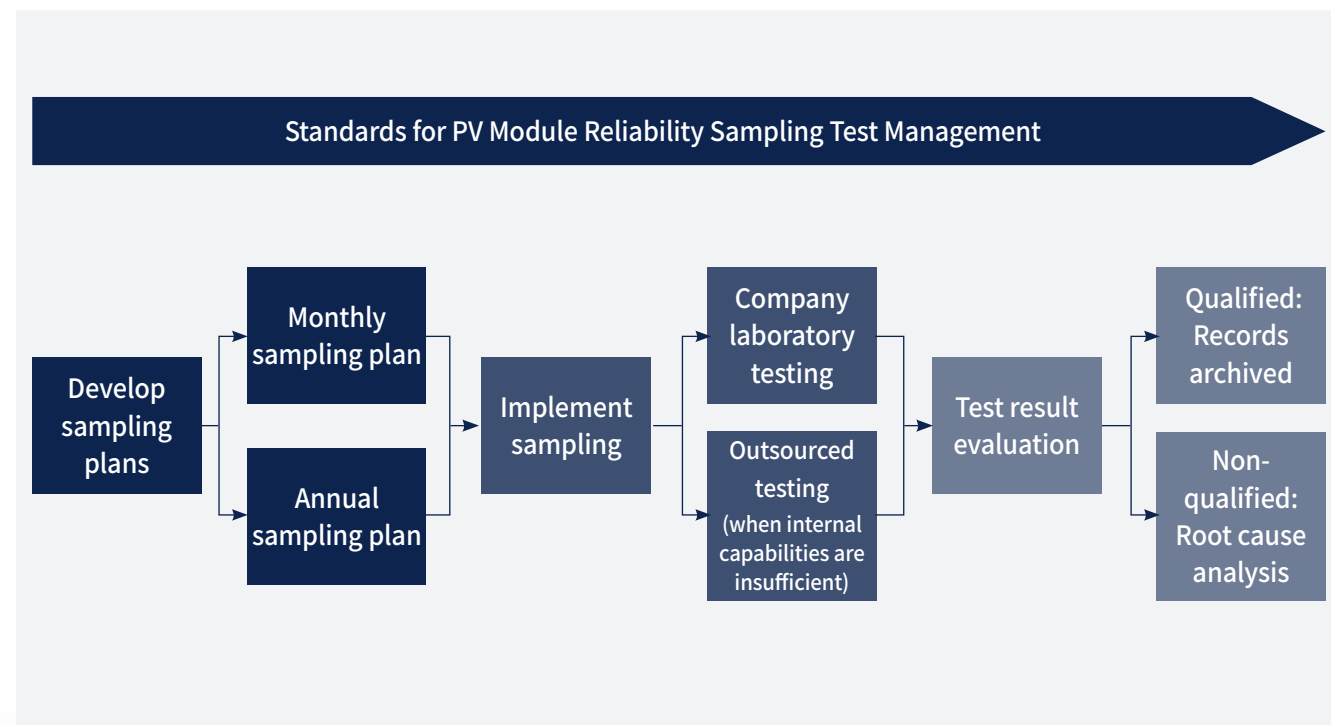 Standards for PV Module Reliability Sampling Test Management
Develop
sampling
plans
Monthly
sampling plan
Annual
sampling plan
Implement
sampling
Company
laboratory
testing
Outsourced
testing
(when internal
capabilities are
insufficient)
Test result
evaluation
Qualified:
Records
archived
Non-
qualified:
Root cause
analysis